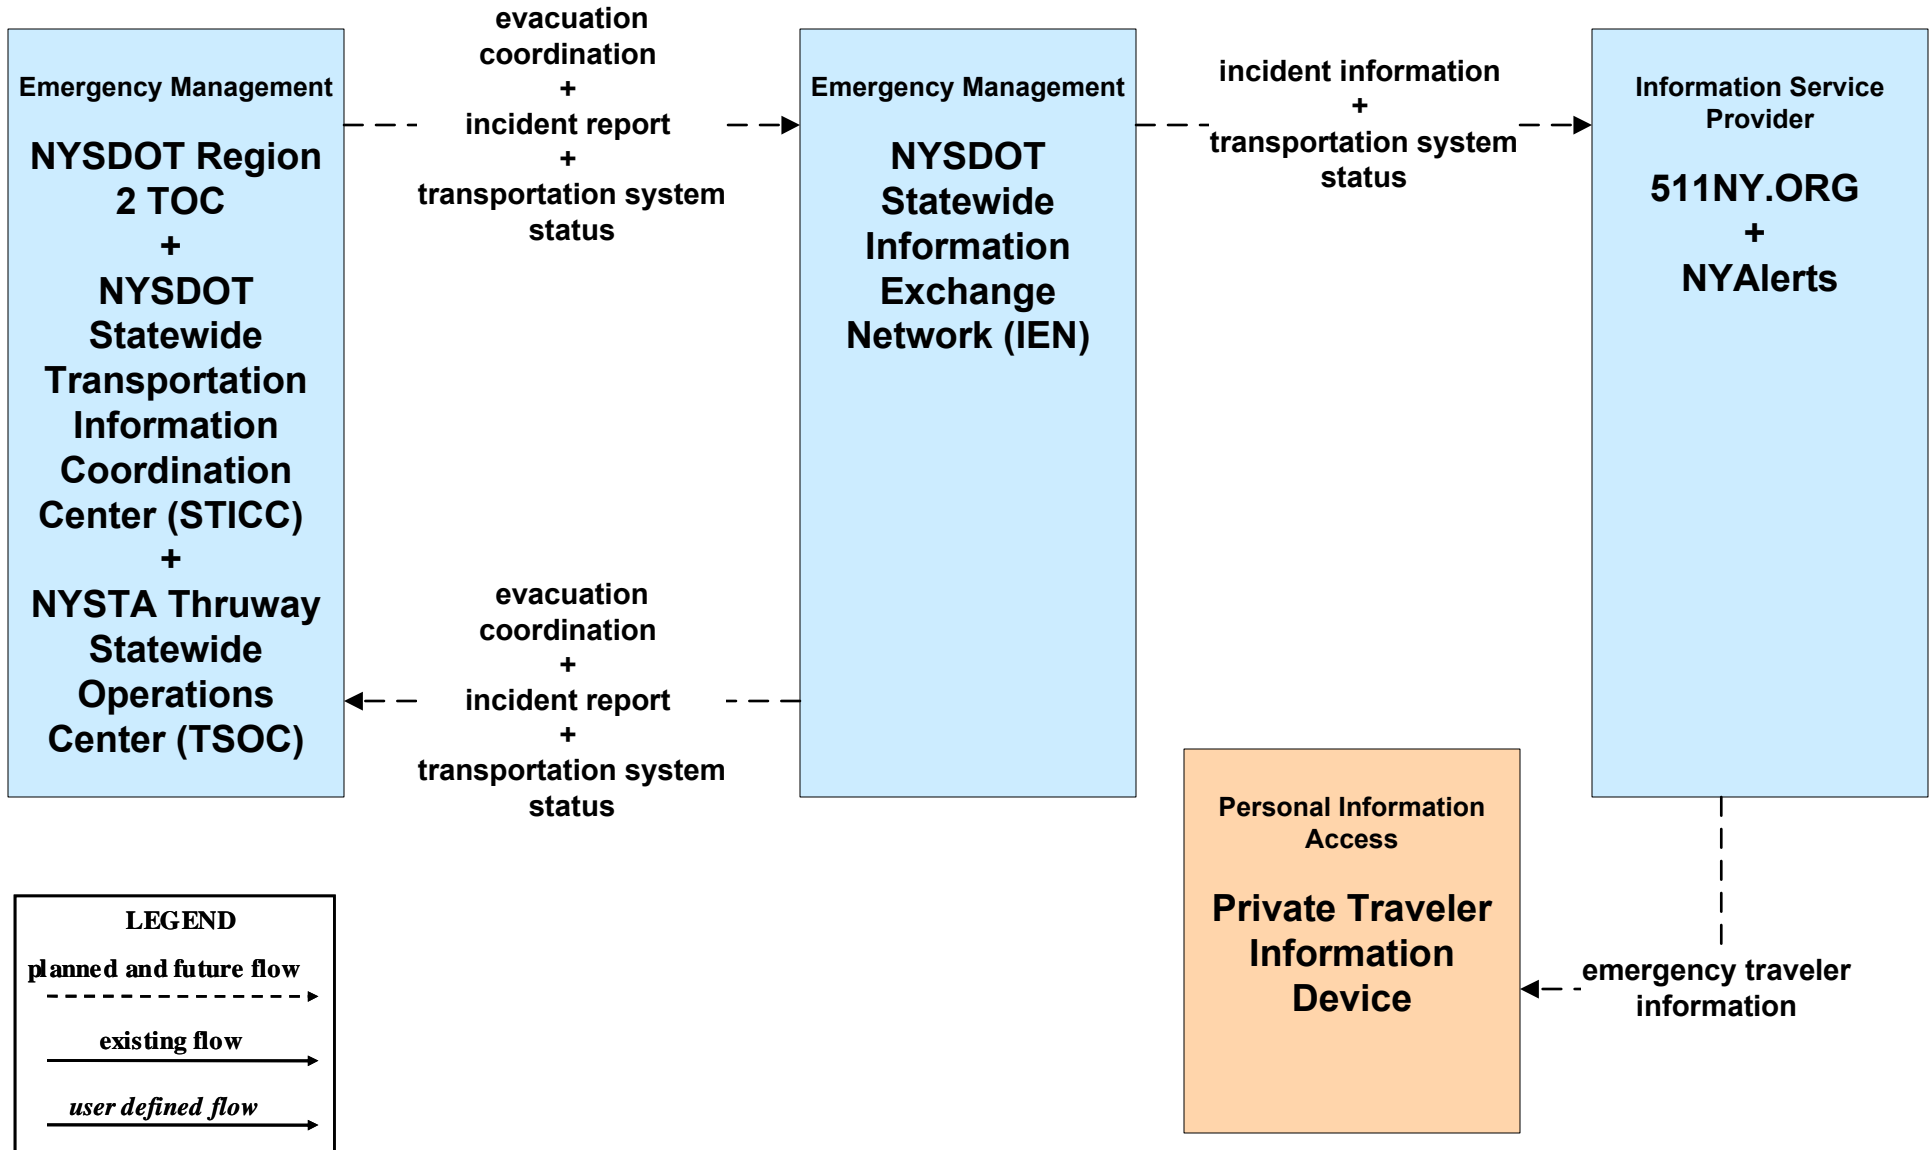 Emergency Management
NYSDOT Region
2 TOC
+
NYSDOT
Statewide
Transportation
Information
Coordination
Center (STICC)
+
NYSTA Thruway
Statewide
Operations
Center (TSOC)
evacuation
coordination
+
incident report
+
transportation system
status
evacuation
coordination
+
incident report
+
transportation system
status
Emergency Management
NYSDOT
Statewide
Information
Exchange
Network (IEN)
incident information
+
transportation system
status
Information Service
Provider
511NY.ORG
+
NYAlerts
Personal Information
Access
Private Traveler
Information
Device
emergency traveler
information
LEGEND
planned and future flow
existing flow
user defined flow